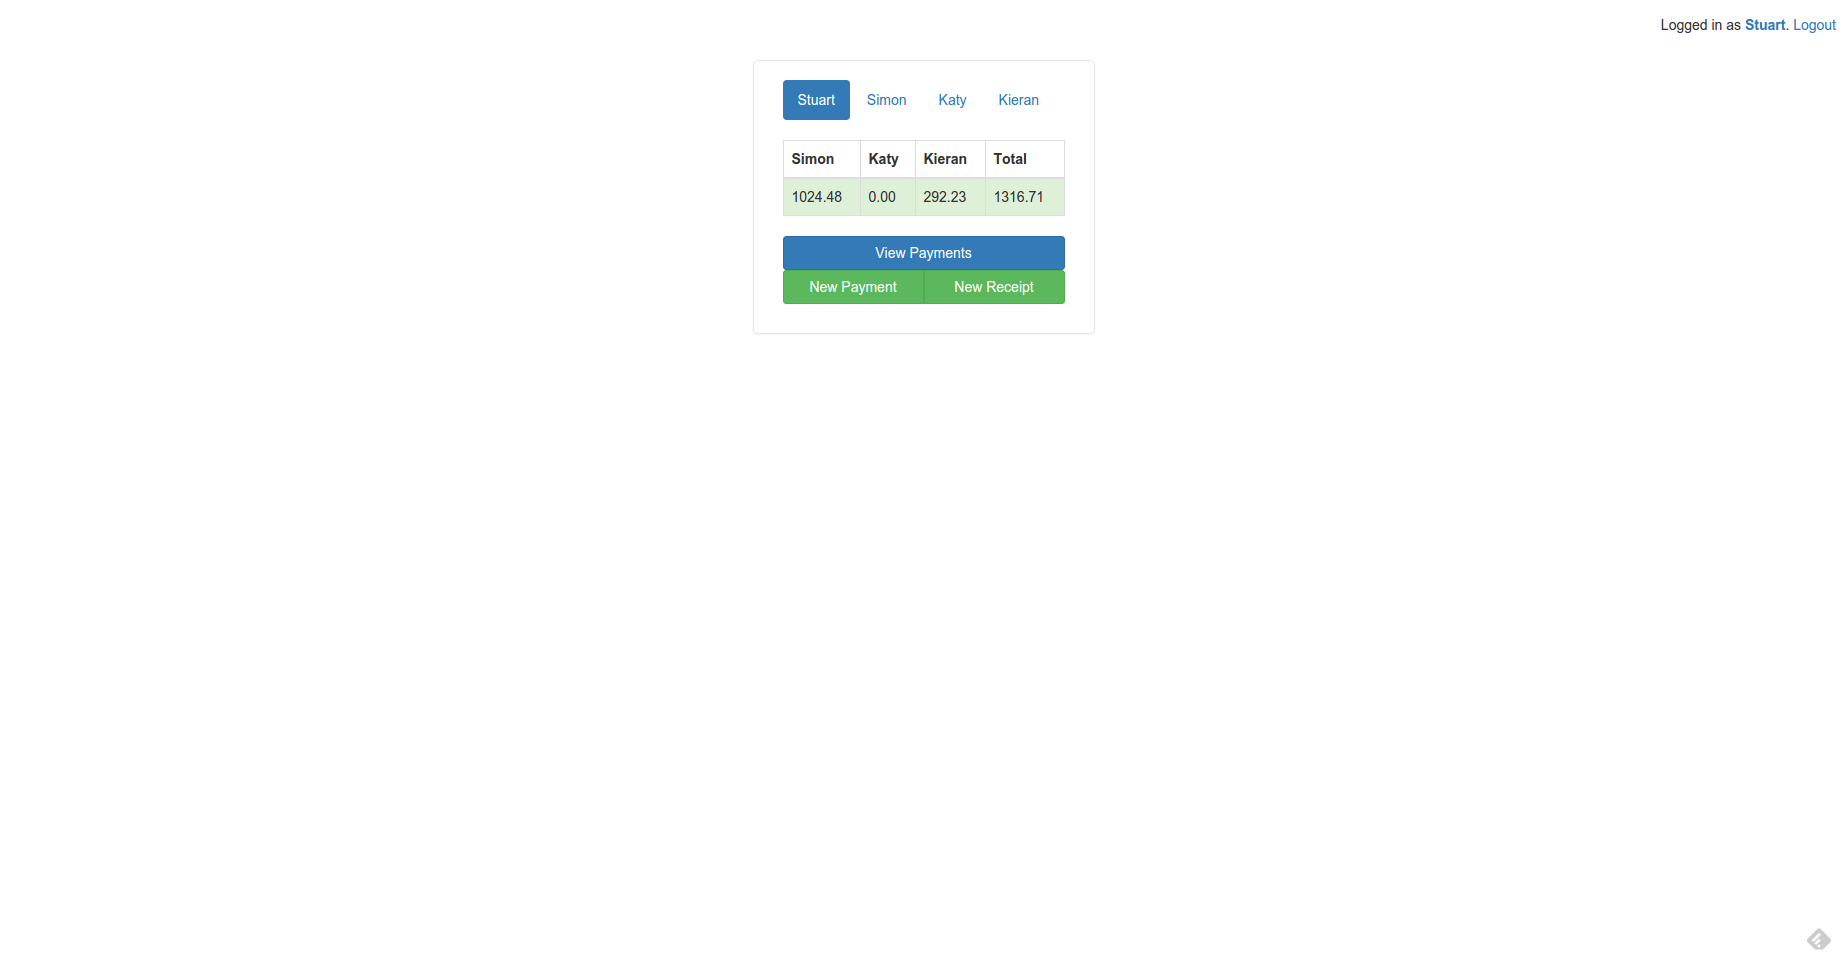 Logged in as Stuart. Logout
Stuart Simon Katy Kieran
Simon Katy Kieran Total
1024.48 0.00 292.23 1316.71
View Payments
New Payment New Receipt